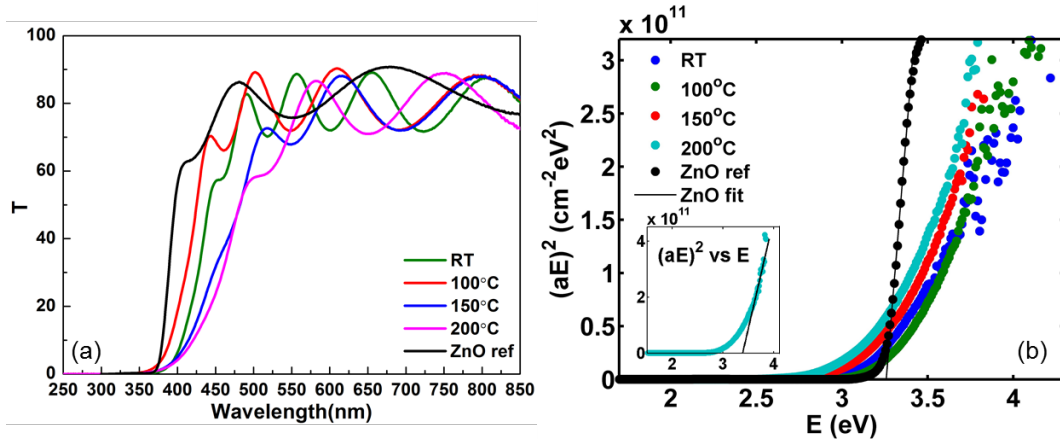 100
80
60
40
20
0
T
250 300 350 400 450 500 550 600 650 700 750 800 850
Wavelength(nm)
(a)
RT
100°C
150°C
200°C
ZnO ref
x 10¹¹
3
2.5
2
1.5
1
0.5
0
(aE)² (cm⁻²eV²)
2 2.5 3 3.5 4
E (eV)
RT
100°C
150°C
200°C
ZnO ref
ZnO fit
x 10¹¹
4
2
0
2 3 4
(aE)² vs E
(b)